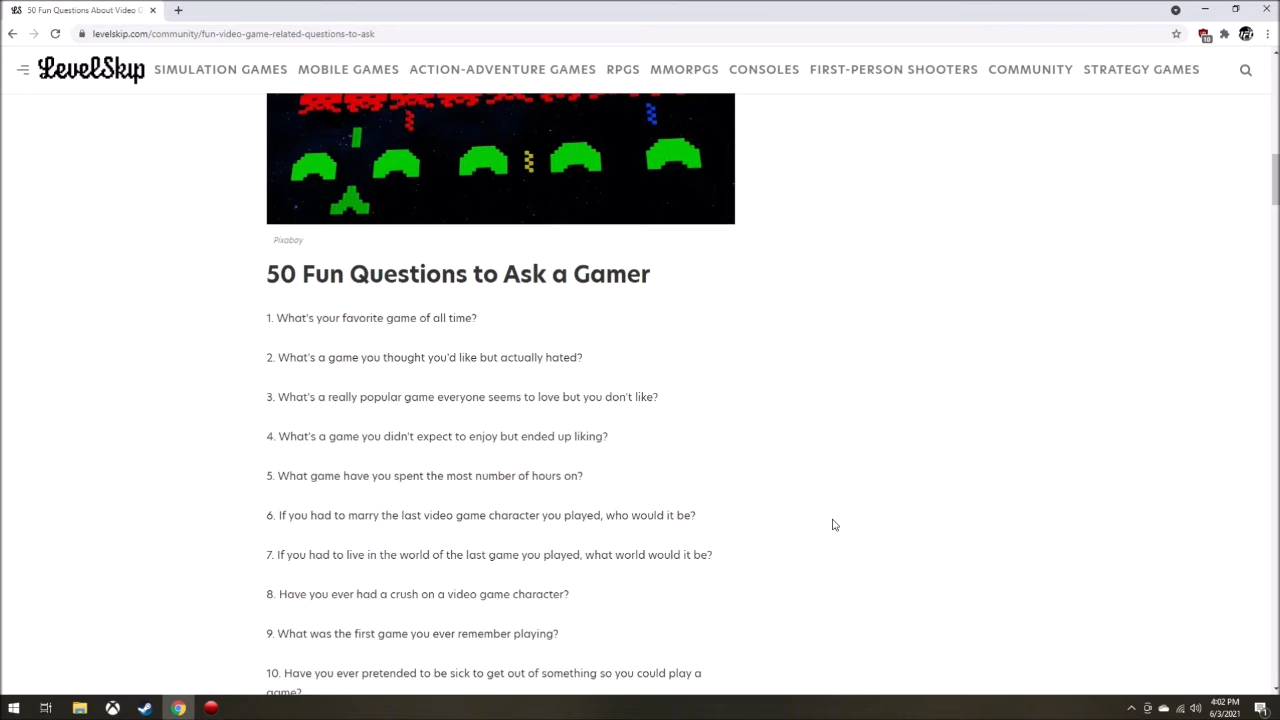 50 Fun Questions About Video G
levelskip.com/community/fun-video-game-related-questions-to-ask
10
LevelSkip SIMULATION GAMES MOBILE GAMES ACTION-ADVENTURE GAMES RPGS MMORPGS CONSOLES FIRST-PERSON SHOOTERS COMMUNITY STRATEGY GAMES
Pixabay
50 Fun Questions to Ask a Gamer
1. What's your favorite game of all time?
2. What's a game you thought you'd like but actually hated?
3. What's a really popular game everyone seems to love but you don't like?
4. What's a game you didn't expect to enjoy but ended up liking?
5. What game have you spent the most number of hours on?
6. If you had to marry the last video game character you played, who would it be?
7. If you had to live in the world of the last game you played, what world would it be?
8. Have you ever had a crush on a video game character?
9. What was the first game you ever remember playing?
10. Have you ever pretended to be sick to get out of something so you could play a
game?
4:02 PM
6/3/2021